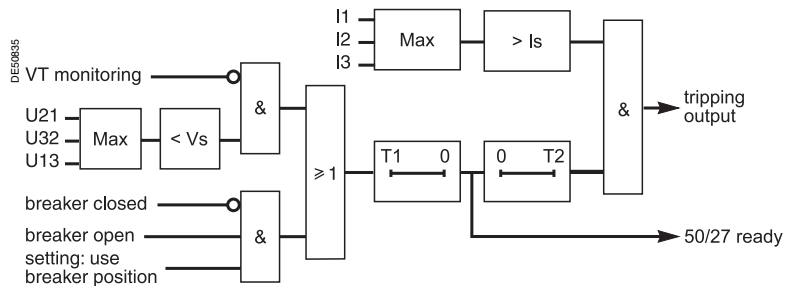 DE50835
I1
I2
I3
Max
> Is
VT monitoring
&
U21
U32
U13
Max
< Vs
&
tripping
output
≥ 1
T1 0
0 T2
breaker closed
breaker open
&
setting: use
breaker position
50/27 ready